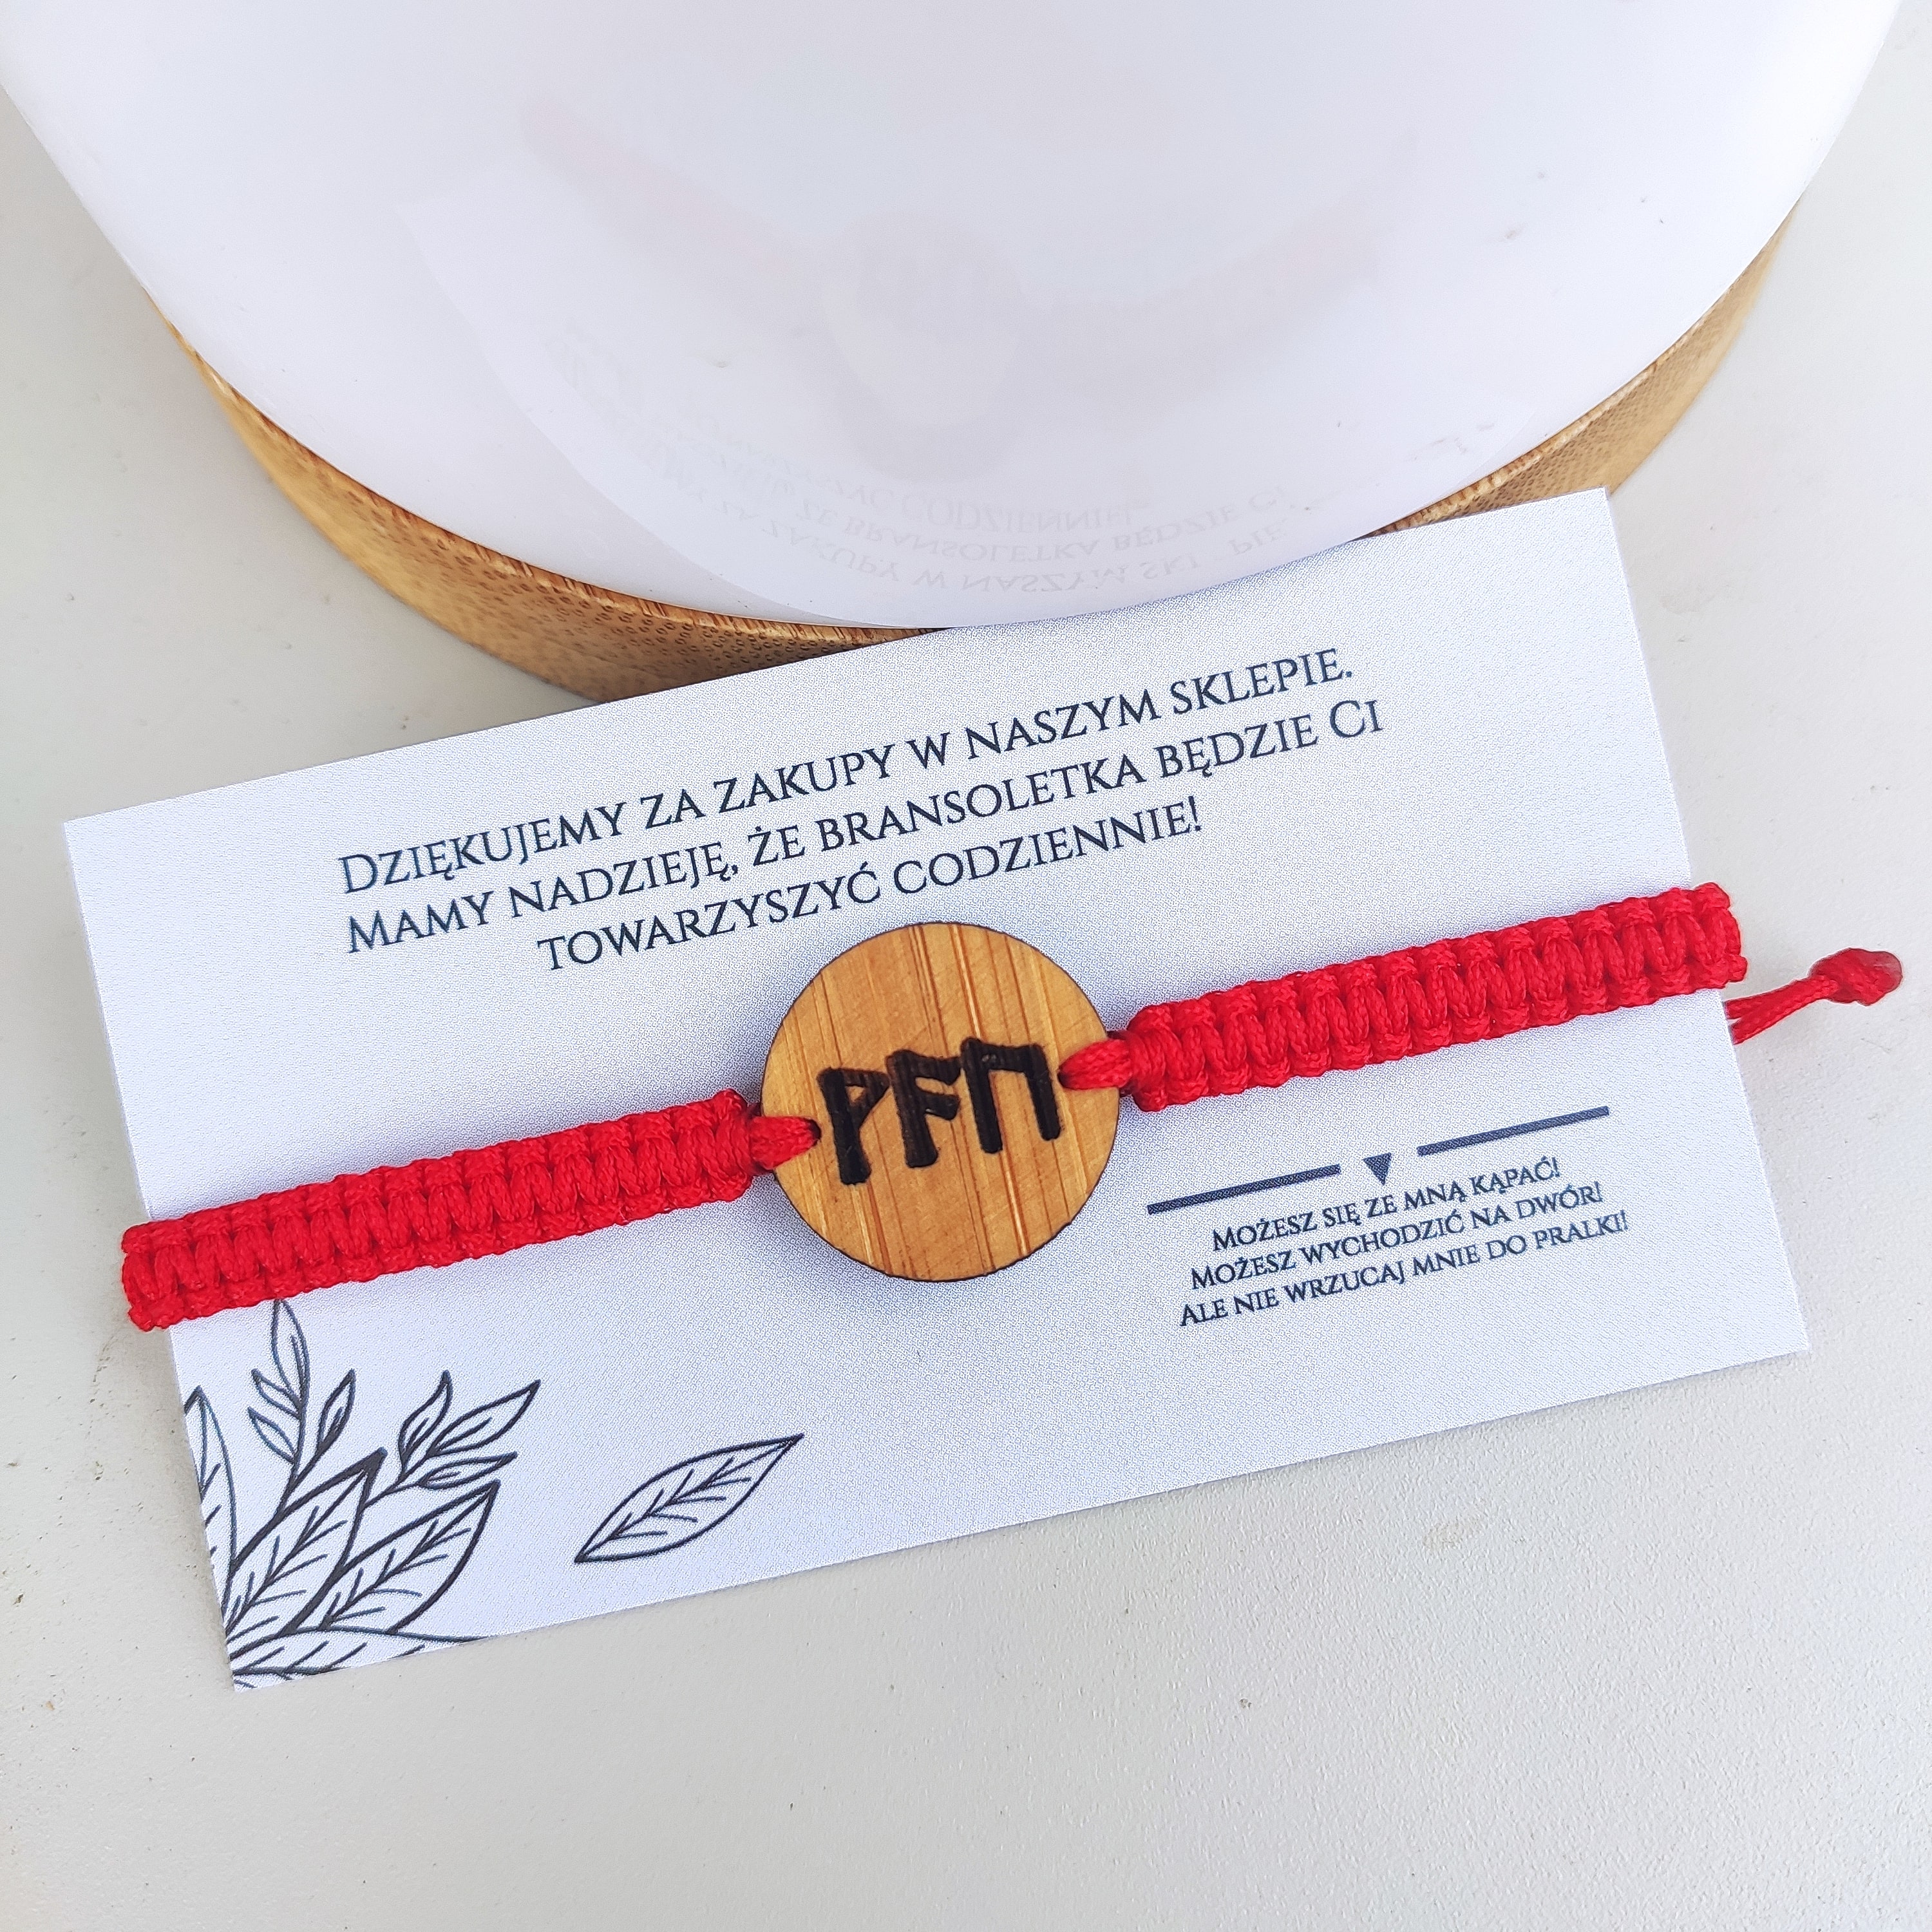 Dziękujemy za zakupy w naszym sklepie.
Mamy nadzieję, że bransoletka będzie Ci
towarzyszyć codziennie!
ᚹᚨᚢ
Możesz się ze mną kąpać!
Możesz wychodzić na dwór!
Ale nie wrzucaj mnie do pralki!